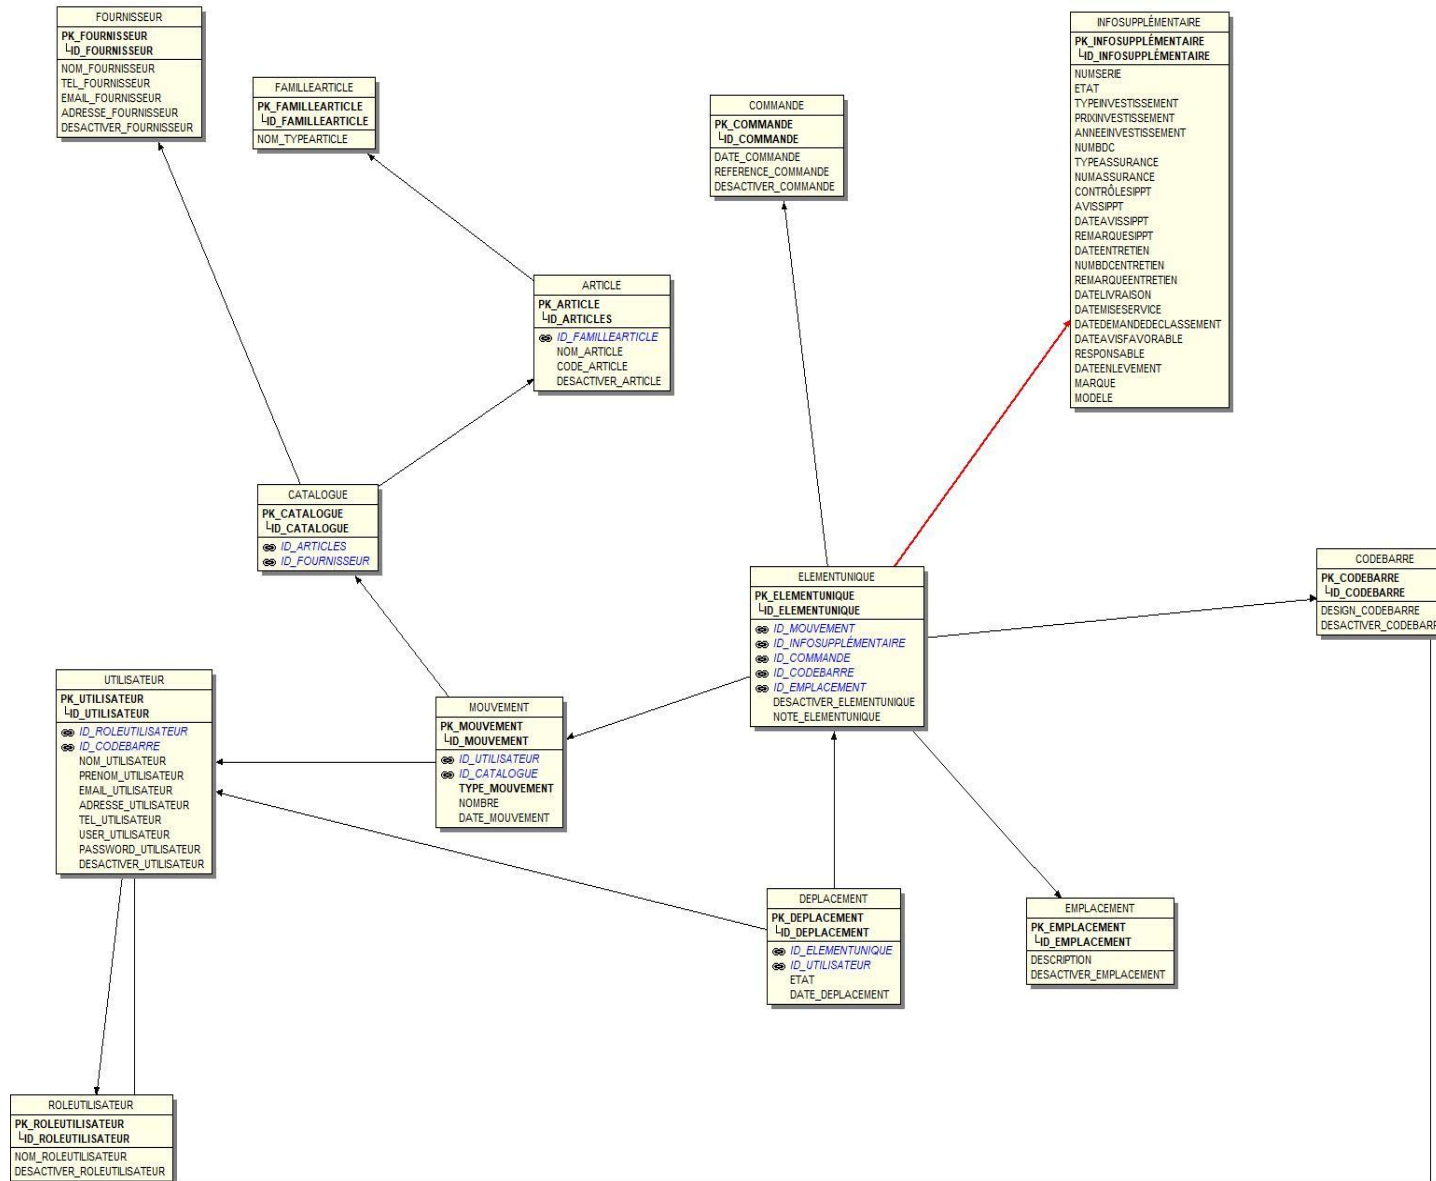 FOURNISSEUR
PK_FOURNISSEUR
ID_FOURNISSEUR
NOM_FOURNISSEUR
TEL_FOURNISSEUR
EMAIL_FOURNISSEUR
ADRESSE_FOURNISSEUR
DESACTIVER_FOURNISSEUR
FAMILLEARTICLE
PK_FAMILLEARTICLE
ID_FAMILLEARTICLE
NOM_TYPEARTICLE
COMMANDE
PK_COMMANDE
ID_COMMANDE
DATE_COMMANDE
REFERENCE_COMMANDE
DESACTIVER_COMMANDE
INFOSUPPLÉMENTAIRE
PK_INFOSUPPLÉMENTAIRE
ID_INFOSUPPLÉMENTAIRE
NUMSERIE
ETAT
TYPEINVESTISSEMENT
PRIXINVESTISSEMENT
ANNEEINVESTISSEMENT
NUMBDC
TYPEASSURANCE
NUMASSURANCE
CONTRÔLESIPPT
AVISSIPPT
DATEAVISSIPPT
REMARQUESIPPT
DATEENTRETIEN
NUMBDCENTRETIEN
REMARQUEENTRETIEN
DATELIVRAISON
DATEMISESERVICE
DATEDEMANDEDECLASSEMENT
DATEAVISFAVORABLE
RESPONSABLE
DATEENLEVEMENT
MARQUE
MODELE
ARTICLE
PK_ARTICLE
ID_ARTICLES
ID_FAMILLEARTICLE
NOM_ARTICLE
CODE_ARTICLE
DESACTIVER_ARTICLE
CATALOGUE
PK_CATALOGUE
ID_CATALOGUE
ID_ARTICLES
ID_FOURNISSEUR
ELEMENTUNIQUE
PK_ELEMENTUNIQUE
ID_ELEMENTUNIQUE
ID_MOUVEMENT
ID_INFOSUPPLÉMENTAIRE
ID_COMMANDE
ID_CODEBARRE
ID_EMPLACEMENT
DESACTIVER_ELEMENTUNIQUE
NOTE_ELEMENTUNIQUE
CODEBARRE
PK_CODEBARRE
ID_CODEBARRE
DESIGN_CODEBARRE
DESACTIVER_CODEBARR
UTILISATEUR
PK_UTILISATEUR
ID_UTILISATEUR
ID_ROLEUTILISATEUR
ID_CODEBARRE
NOM_UTILISATEUR
PRENOM_UTILISATEUR
EMAIL_UTILISATEUR
ADRESSE_UTILISATEUR
TEL_UTILISATEUR
USER_UTILISATEUR
PASSWORD_UTILISATEUR
DESACTIVER_UTILISATEUR
MOUVEMENT
PK_MOUVEMENT
ID_MOUVEMENT
ID_UTILISATEUR
ID_CATALOGUE
TYPE_MOUVEMENT
NOMBRE
DATE_MOUVEMENT
DEPLACEMENT
PK_DEPLACEMENT
ID_DEPLACEMENT
ID_ELEMENTUNIQUE
ID_UTILISATEUR
ETAT
DATE_DEPLACEMENT
EMPLACEMENT
PK_EMPLACEMENT
ID_EMPLACEMENT
DESCRIPTION
DESACTIVER_EMPLACEMENT
ROLEUTILISATEUR
PK_ROLEUTILISATEUR
ID_ROLEUTILISATEUR
NOM_ROLEUTILISATEUR
DESACTIVER_ROLEUTILISATEUR